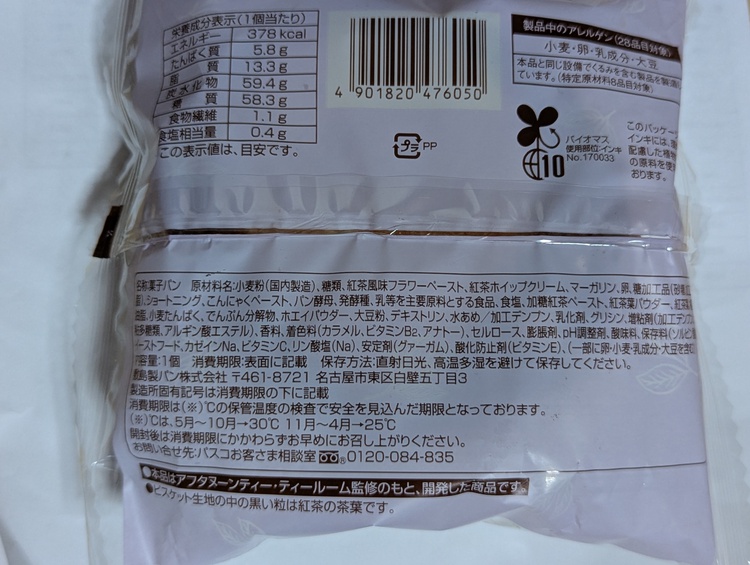 栄養成分表示(1個当たり)
エネルギー 378 kcal
たんぱく質 5.8 g
脂 質 13.3 g
炭水化物 59.4 g
糖 質 58.3 g
食物繊維 1.1 g
食塩相当量 0.4 g
この表示値は、目安です。
4 901820 476050
プラ PP
製品中のアレルゲン(28品目対象)
小麦・卵・乳成分・大豆
本品と同じ設備でくるみを含む製品を製造し
ています。(特定原材料8品目対象)
バイオマス
使用部位:インキ
No.170033
10
このパッケージ
インキには、環
配慮した植物
の原料を使
おります。
名称:菓子パン 原材料名:小麦粉(国内製造)、糖類、紅茶風味フラワーペースト、紅茶ホイップクリーム、マーガリン、卵、糖加工品(砂糖
ショートニング、こんにゃくペースト、パン酵母、発酵種、乳等を主要原料とする食品、食塩、加糖紅茶ペースト、紅茶葉パウダー、紅茶
小麦たんぱく、でんぷん分解物、ホエイパウダー、大豆粉、デキストリン、水あめ/加工デンプン、乳化剤、グリシン、増粘剤(加工デン
多糖類、アルギン酸エステル)、香料、着色料(カラメル、ビタミンB2、アナトー)、セルロース、膨脹剤、pH調整剤、酸味料、保存料(ソルビン
イーストフード、カゼインNa、ビタミンC、リン酸塩(Na)、安定剤(グァーガム)、酸化防止剤(ビタミンE)、(一部に卵・小麦・乳成分・大豆を含
内容量:1個 消費期限:表面に記載 保存方法:直射日光、高温多湿を避けて保存してください。
敷島製パン株式会社 〒461-8721 名古屋市東区白壁五丁目3
製造所固有記号は消費期限の下に記載
消費期限は(※)℃の保管温度の検査で安全を見込んだ期限となっております。
(※)℃は、5月～10月→30℃ 11月～4月→25℃
開封後は消費期限にかかわらずお早めにお召し上がりください。
お問い合せ先:パスコお客さま相談室 0120-084-835
●本品はアフタヌーンティー・ティールーム監修のもと、開発した商品です。
●ビスケット生地の中の黒い粒は紅茶の茶葉です。